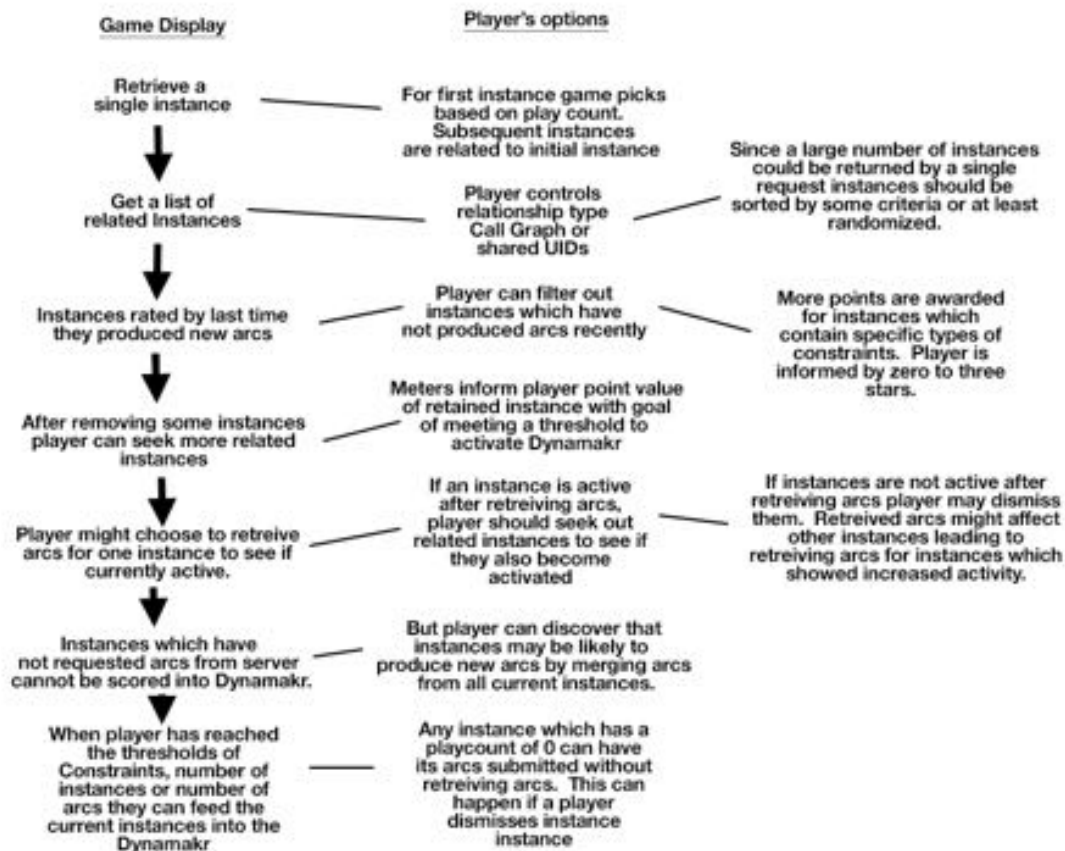 Game Display
Player's options
Retrieve a
single instance
For first instance game picks
based on play count.
Subsequent instances
are related to initial instance
Get a list of
related Instances
Player controls
relationship type
Call Graph or
shared UIDs
Since a large number of instances
could be returned by a single
request instances should be
sorted by some criteria or at least
randomized.
Instances rated by last time
they produced new arcs
Player can filter out
instances which have
not produced arcs recently
More points are awarded
for instances which
contain specific types of
constraints. Player is
informed by zero to three
stars.
After removing some instances
player can seek more related
instances
Meters inform player point value
of retained instance with goal
of meeting a threshold to
activate Dynamakr
Player might choose to retreive
arcs for one instance to see if
currently active.
If an instance is active
after retreiving arcs,
player should seek out
related instances to see if
they also become
activated
If instances are not active after
retreiving arcs player may dismiss
them. Retreived arcs might affect
other instances leading to
retreiving arcs for instances which
showed increased activity.
Instances which have
not requested arcs from server
cannot be scored into Dynamakr.
But player can discover that
instances may be likely to
produce new arcs by merging arcs
from all current instances.
When player has reached
the thresholds of
Constraints, number of
instances or number of
arcs they can feed the
current instances into the
Dynamakr
Any instance which has a
playcount of 0 can have
its arcs submitted without
retreiving arcs. This can
happen if a player
dismisses instance
instance